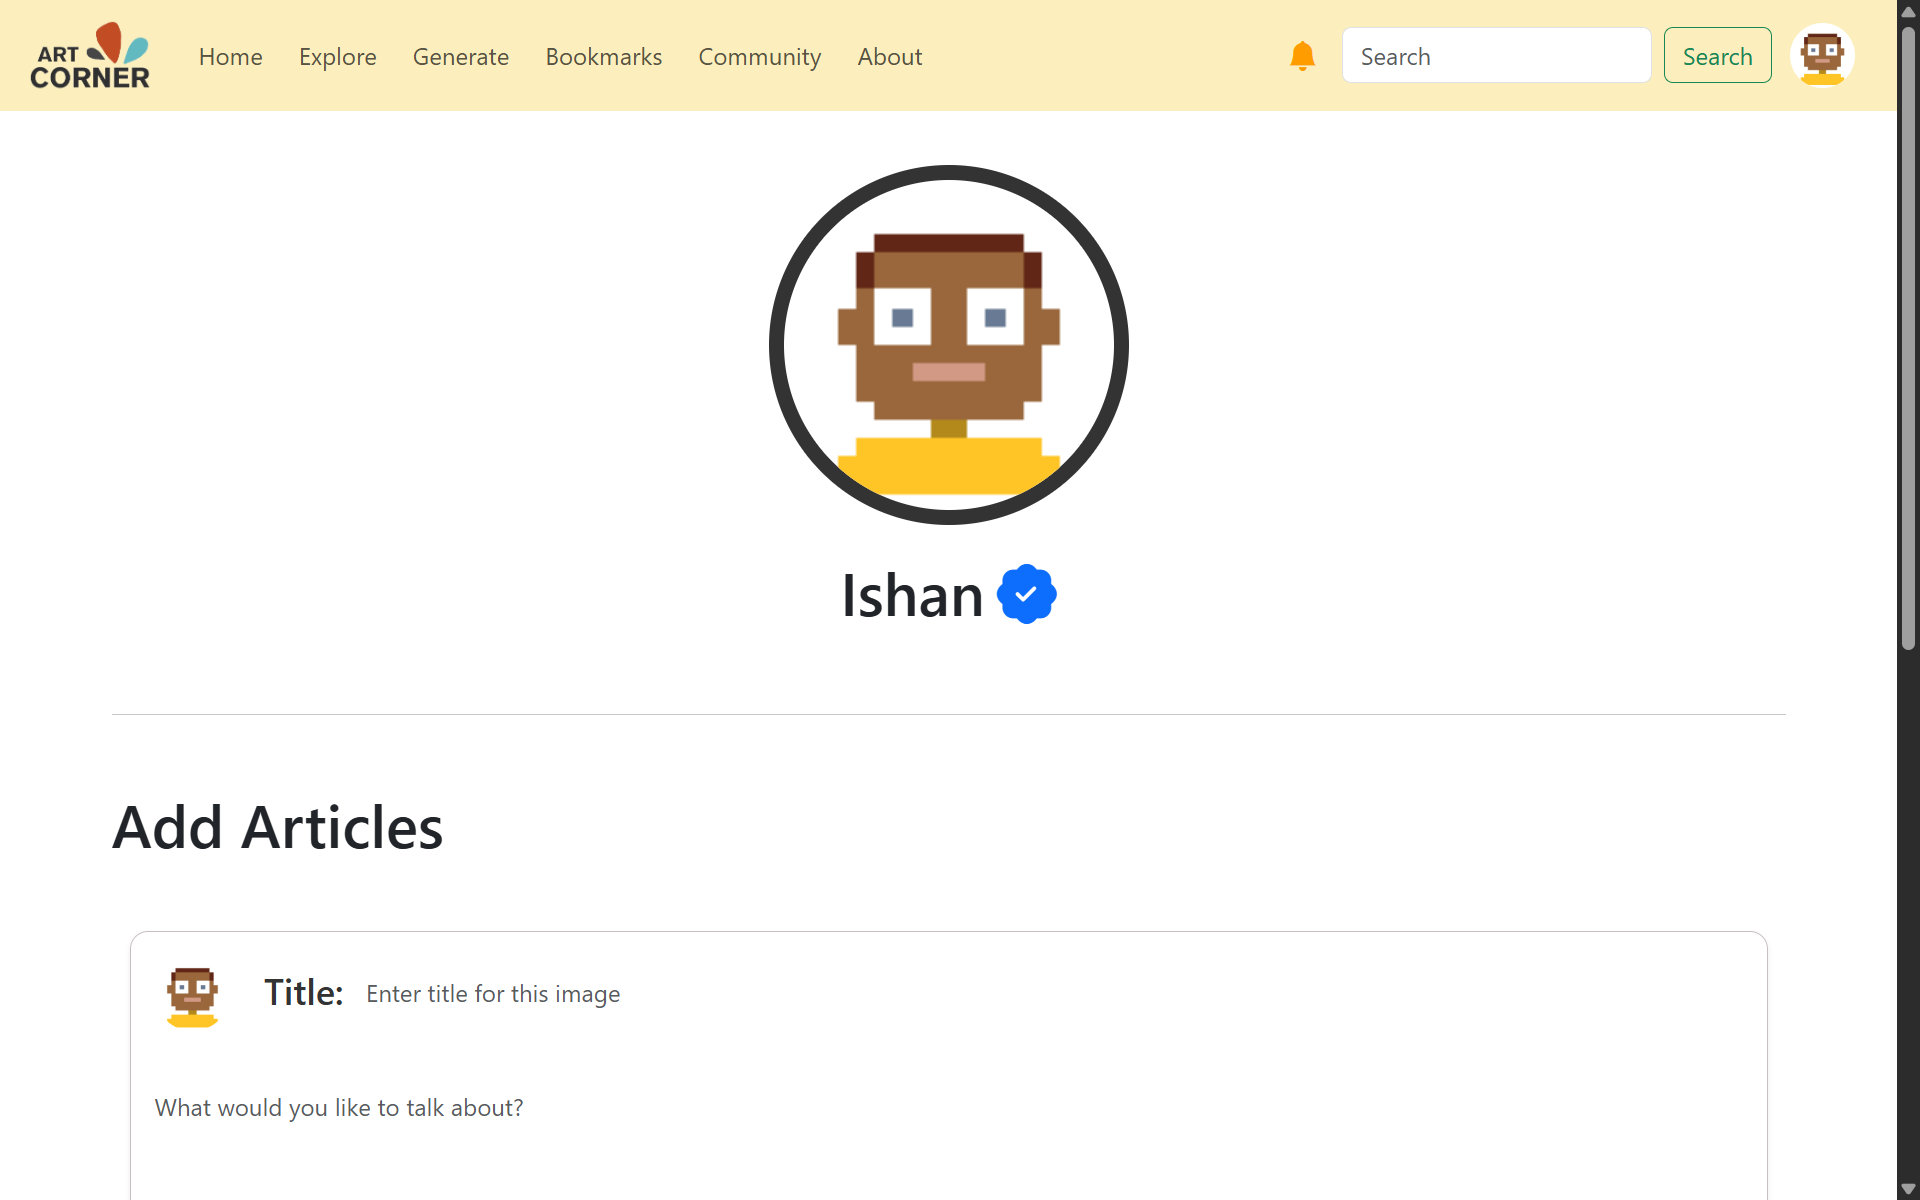 ART
CORNER
Home Explore Generate Bookmarks Community About Search Search
Ishan
Add Articles
Title: Enter title for this image
What would you like to talk about?